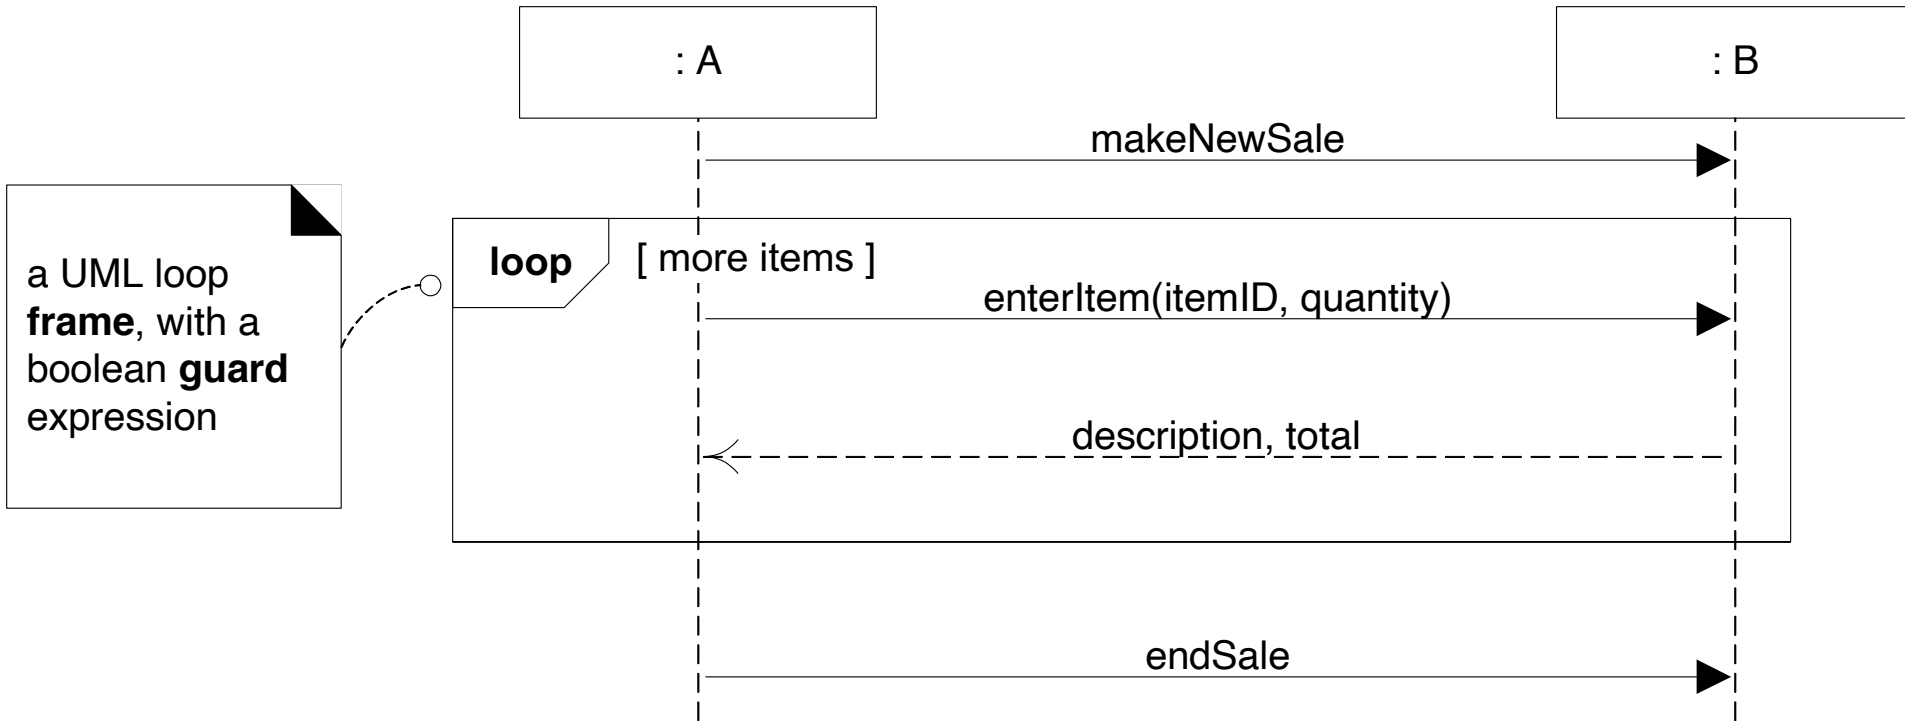 : A
: B
makeNewSale
a UML loop
frame, with a
boolean guard
expression
loop
[ more items ]
enterItem(itemID, quantity)
description, total
endSale